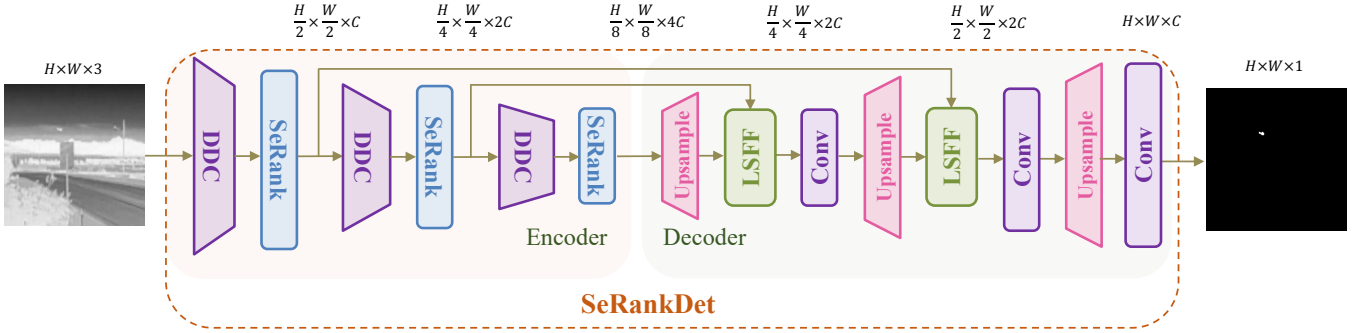 H/2 × W/2 ×C
H/4 × W/4 ×2C
H/8 × W/8 ×4C
H/4 × W/4 ×2C
H/2 × W/2 ×2C
H×W×C
H×W×3
H×W×1
DDC
SeRank
DDC
SeRank
DDC
SeRank
Upsample
LSFF
Conv
Upsample
LSFF
Conv
Upsample
Conv
Encoder
Decoder
SeRankDet